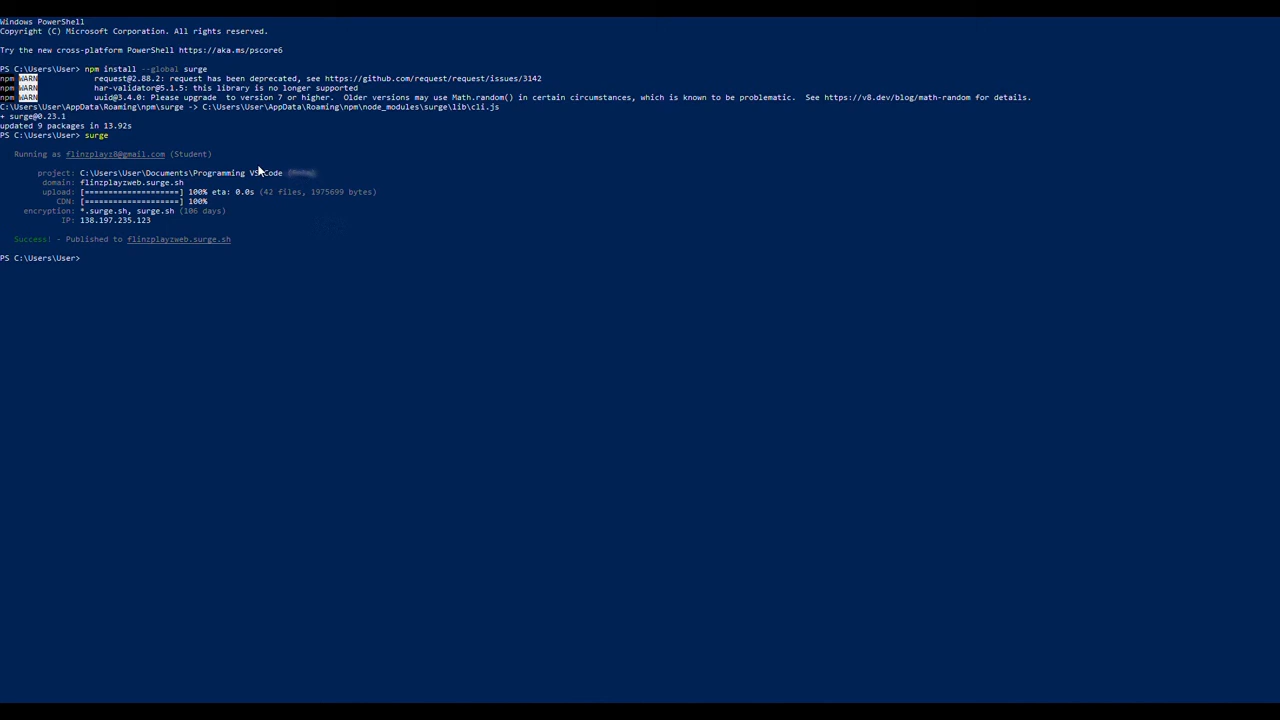 Windows PowerShell
Copyright (C) Microsoft Corporation. All rights reserved.
Try the new cross-platform PowerShell https://aka.ms/pscore6
PS C:\Users\User> npm install --global surge
npm WARN request@2.88.2: request has been deprecated, see https://github.com/request/request/issues/3142
npm WARN har-validator@5.1.5: this library is no longer supported
npm WARN uuid@3.4.0: Please upgrade  to version 7 or higher.  Older versions may use Math.random() in certain circumstances, which is known to be problematic.  See https://v8.dev/blog/math-random for details.
C:\Users\User\AppData\Roaming\npm\surge -> C:\Users\User\AppData\Roaming\npm\node_modules\surge\lib\cli.js
+ surge@0.23.1
updated 9 packages in 13.92s
PS C:\Users\User> surge
Running as flinzplayz8@gmail.com (Student)
project: C:\Users\User\Documents\Programming VS Code
domain: flinzplayzweb.surge.sh
upload: [====================] 100% eta: 0.0s (42 files, 1975699 bytes)
CDN: [====================] 100%
encryption: *.surge.sh, surge.sh (106 days)
IP: 138.197.235.123
Success! - Published to flinzplayzweb.surge.sh
PS C:\Users\User>